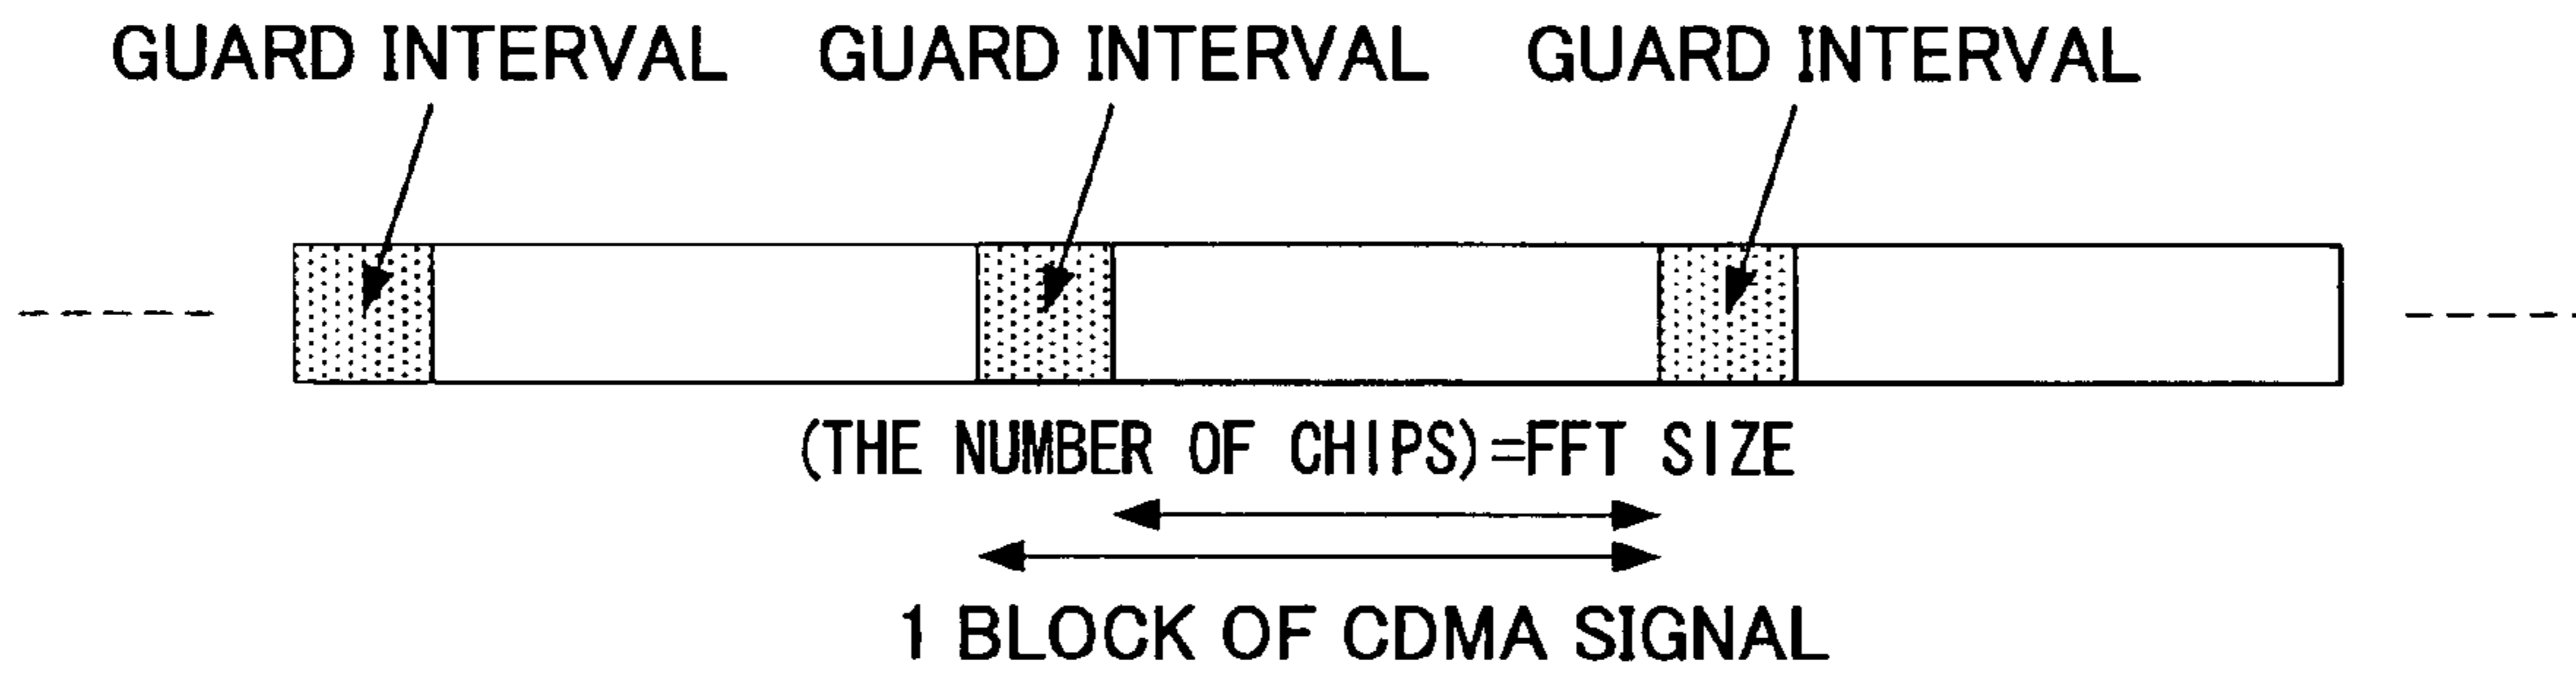 GUARD INTERVAL GUARD INTERVAL GUARD INTERVAL
(THE NUMBER OF CHIPS)=FFT SIZE
1 BLOCK OF CDMA SIGNAL